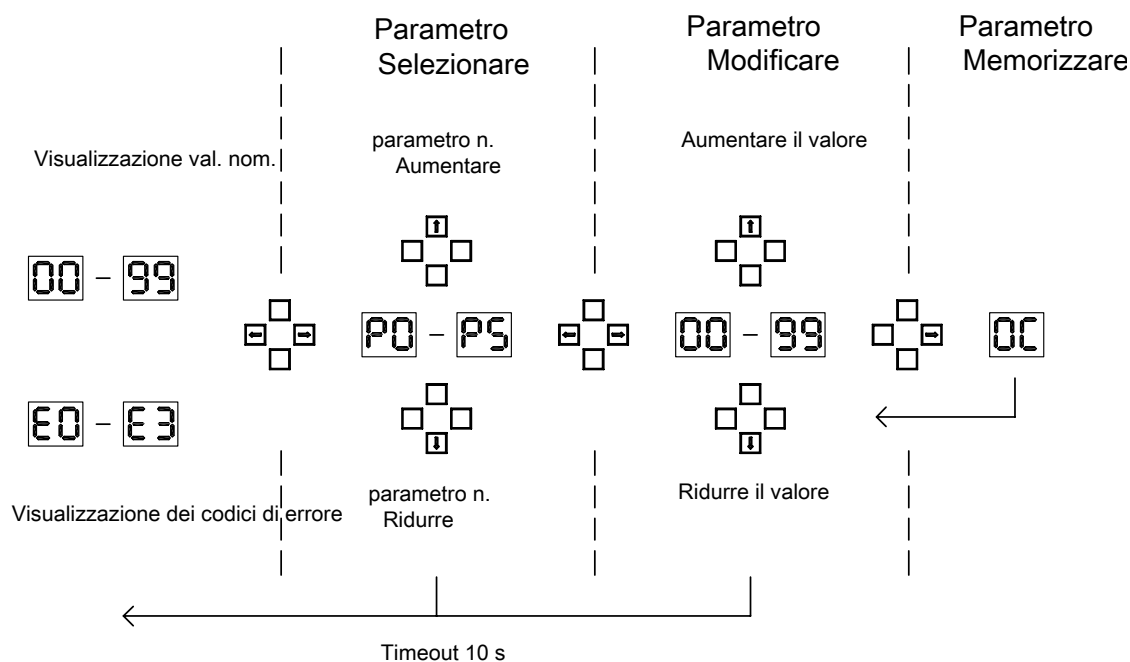 Parametro
Selezionare
Parametro
Modificare
Parametro
Memorizzare
Visualizzazione val. nom.
parametro n.
Aumentare
Aumentare il valore
00 – 99
P0 – P5
00 – 99
0C
E0 – E3
Visualizzazione dei codici di errore
parametro n.
Ridurre
Ridurre il valore
Timeout 10 s